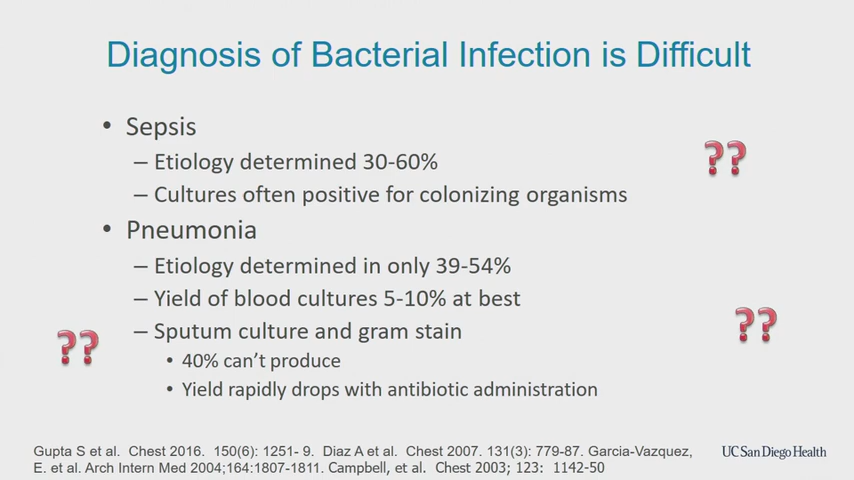 Diagnosis of Bacterial Infection is Difficult
• Sepsis
– Etiology determined 30-60%
– Cultures often positive for colonizing organisms
• Pneumonia
– Etiology determined in only 39-54%
– Yield of blood cultures 5-10% at best
– Sputum culture and gram stain
• 40% can't produce
• Yield rapidly drops with antibiotic administration
??
??
??
Gupta S et al. Chest 2016. 150(6): 1251- 9. Diaz A et al. Chest 2007. 131(3): 779-87. Garcia-Vazquez,
E. et al. Arch Intern Med 2004;164:1807-1811. Campbell, et al. Chest 2003; 123: 1142-50
UC San Diego Health